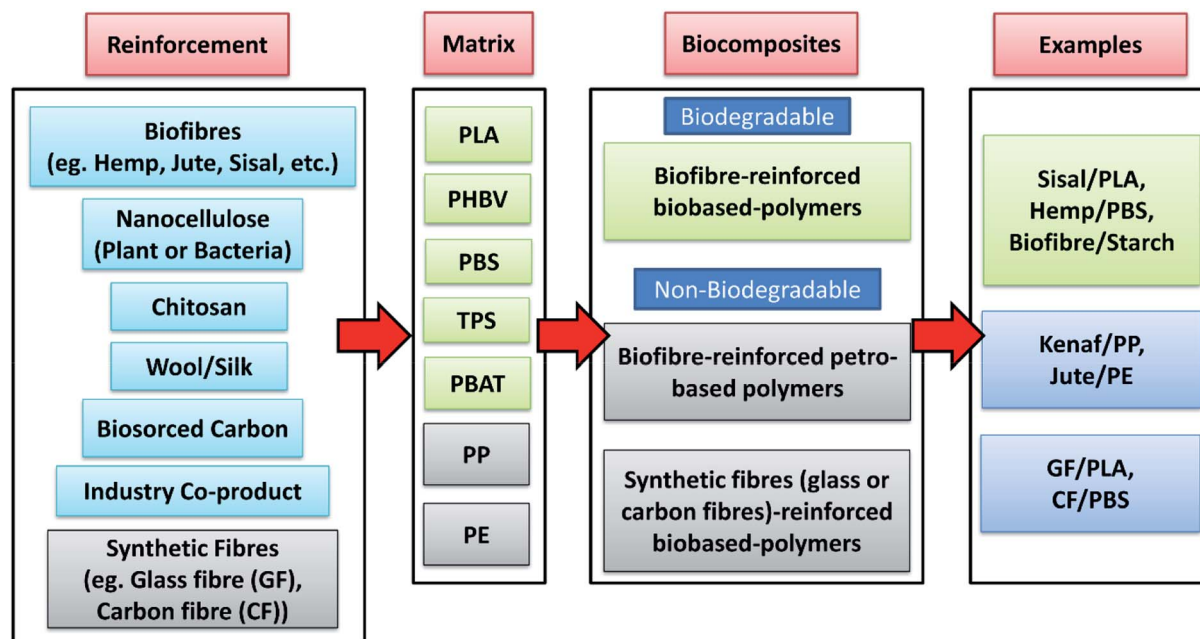 Reinforcement
Biofibres
(eg. Hemp, Jute, Sisal, etc.)
Nanocellulose
(Plant or Bacteria)
Chitosan
Wool/Silk
Biosorced Carbon
Industry Co-product
Synthetic Fibres
(eg. Glass fibre (GF),
Carbon fibre (CF))
Matrix
PLA
PHBV
PBS
TPS
PBAT
PP
PE
Biocomposites
Biodegradable
Biofibre-reinforced
biobased-polymers
Non-Biodegradable
Biofibre-reinforced petro-
based polymers
Synthetic fibres (glass or
carbon fibres)-reinforced
biobased-polymers
Examples
Sisal/PLA,
Hemp/PBS,
Biofibre/Starch
Kenaf/PP,
Jute/PE
GF/PLA,
CF/PBS